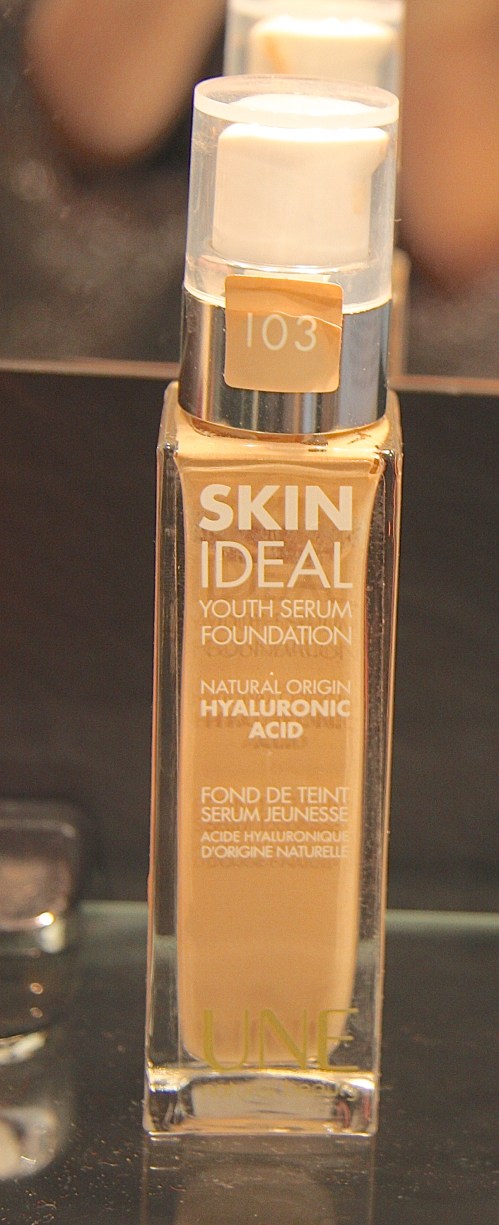 103
SKIN
IDEAL
YOUTH SERUM
FOUNDATION
NATURAL ORIGIN
HYALURONIC
ACID
FOND DE TEINT
SERUM JEUNESSE
ACIDE HYALURONIQUE
D'ORIGINE NATURELLE
UNE